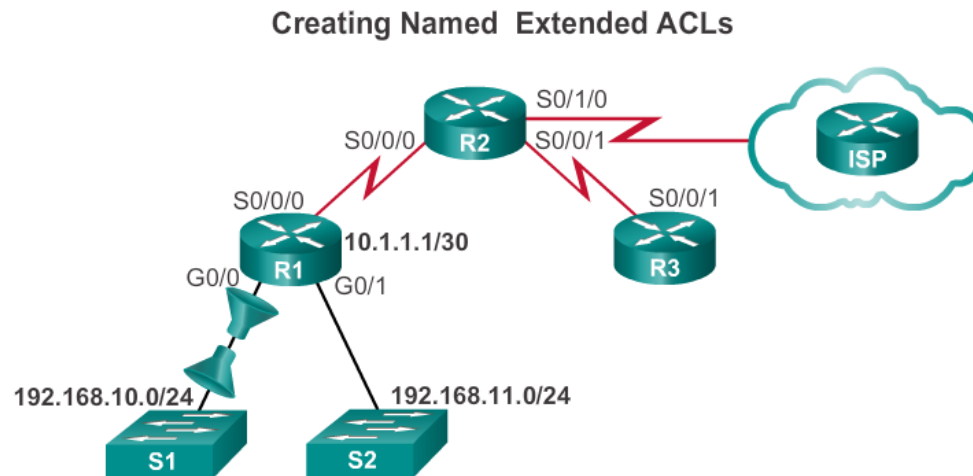 Creating Named Extended ACLs
S0/1/0
S0/0/0
R2
S0/0/1
ISP
S0/0/0
S0/0/1
10.1.1.1/30
R1
R3
G0/0
G0/1
192.168.10.0/24
192.168.11.0/24
S1
S2